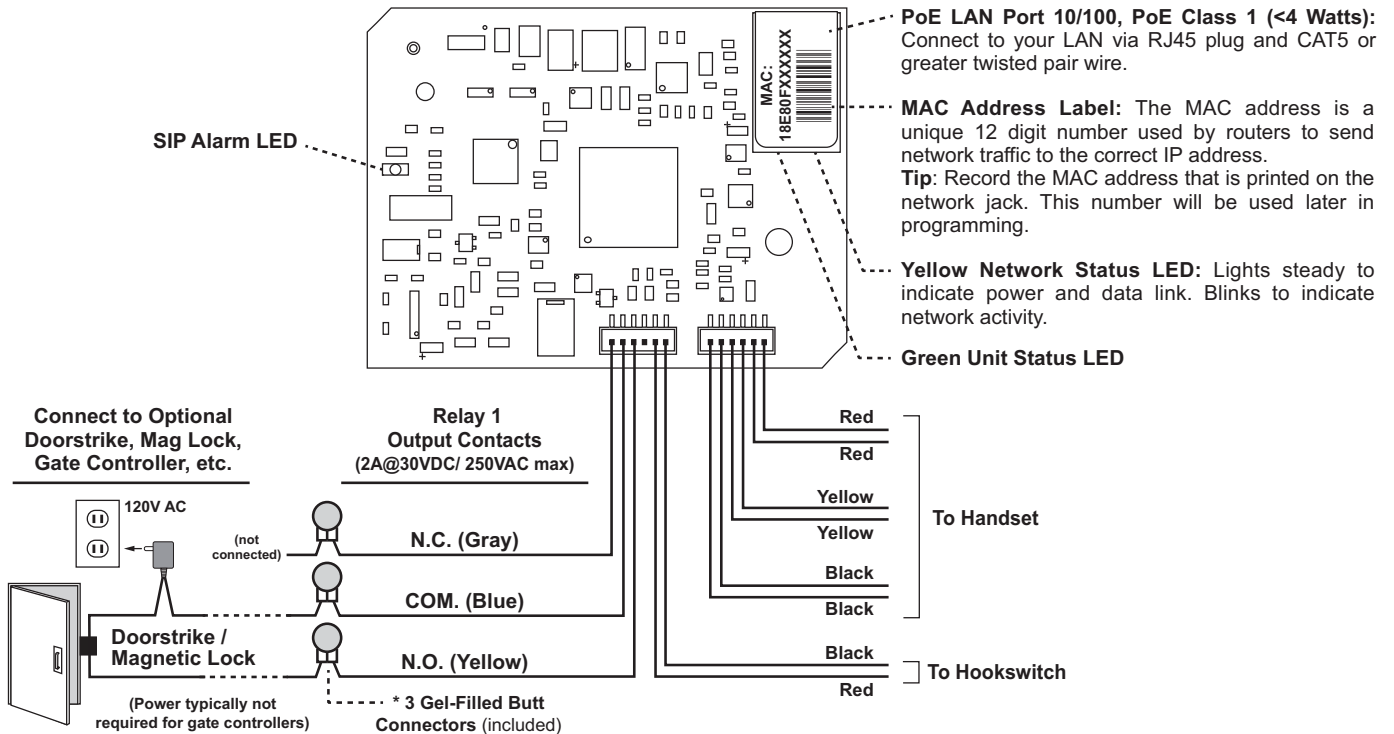 PoE LAN Port 10/100, PoE Class 1 (<4 Watts):
Connect to your LAN via RJ45 plug and CAT5 or
greater twisted pair wire.
MAC:
18E80FXXXXXX
MAC Address Label: The MAC address is a
unique 12 digit number used by routers to send
network traffic to the correct IP address.
Tip: Record the MAC address that is printed on the
network jack. This number will be used later in
programming.
SIP Alarm LED
Yellow Network Status LED: Lights steady to
indicate power and data link. Blinks to indicate
network activity.
Green Unit Status LED
Connect to Optional
Doorstrike, Mag Lock,
Gate Controller, etc.
Relay 1
Output Contacts
(2A@30VDC/ 250VAC max)
120V AC
(not
connected)
N.C. (Gray)
COM. (Blue)
Doorstrike /
Magnetic Lock
N.O. (Yellow)
(Power typically not
required for gate controllers)
* 3 Gel-Filled Butt
Connectors (included)
Red
Red
Yellow
Yellow
Black
Black
To Handset
Black
Red
To Hookswitch